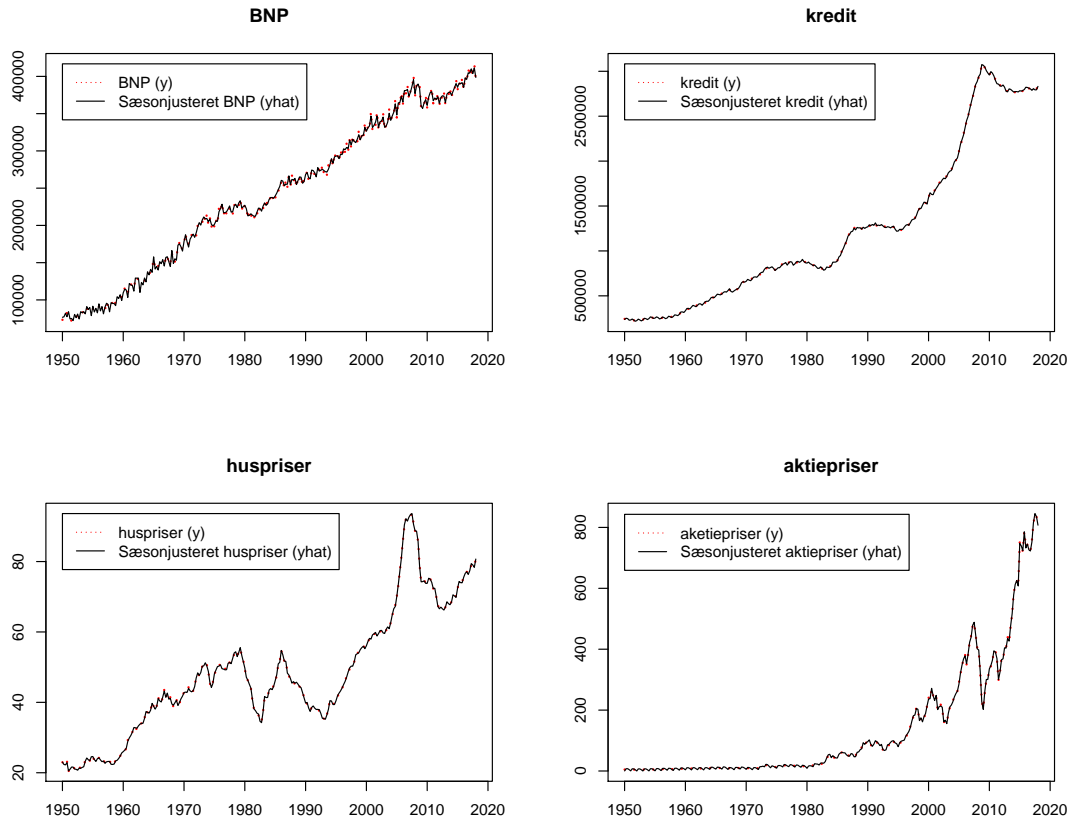 BNP
BNP (y)
Sæsonjusteret BNP (yhat)
400000
300000
200000
100000
1950 1960 1970 1980 1990 2000 2010 2020
kredit
kredit (y)
Sæsonjusteret kredit (yhat)
2500000
1500000
500000
1950 1960 1970 1980 1990 2000 2010 2020
huspriser
huspriser (y)
Sæsonjusteret huspriser (yhat)
80
60
40
20
1950 1960 1970 1980 1990 2000 2010 2020
aktiepriser
aketiepriser (y)
Sæsonjusteret aktiepriser (yhat)
800
600
400
200
0
1950 1960 1970 1980 1990 2000 2010 2020